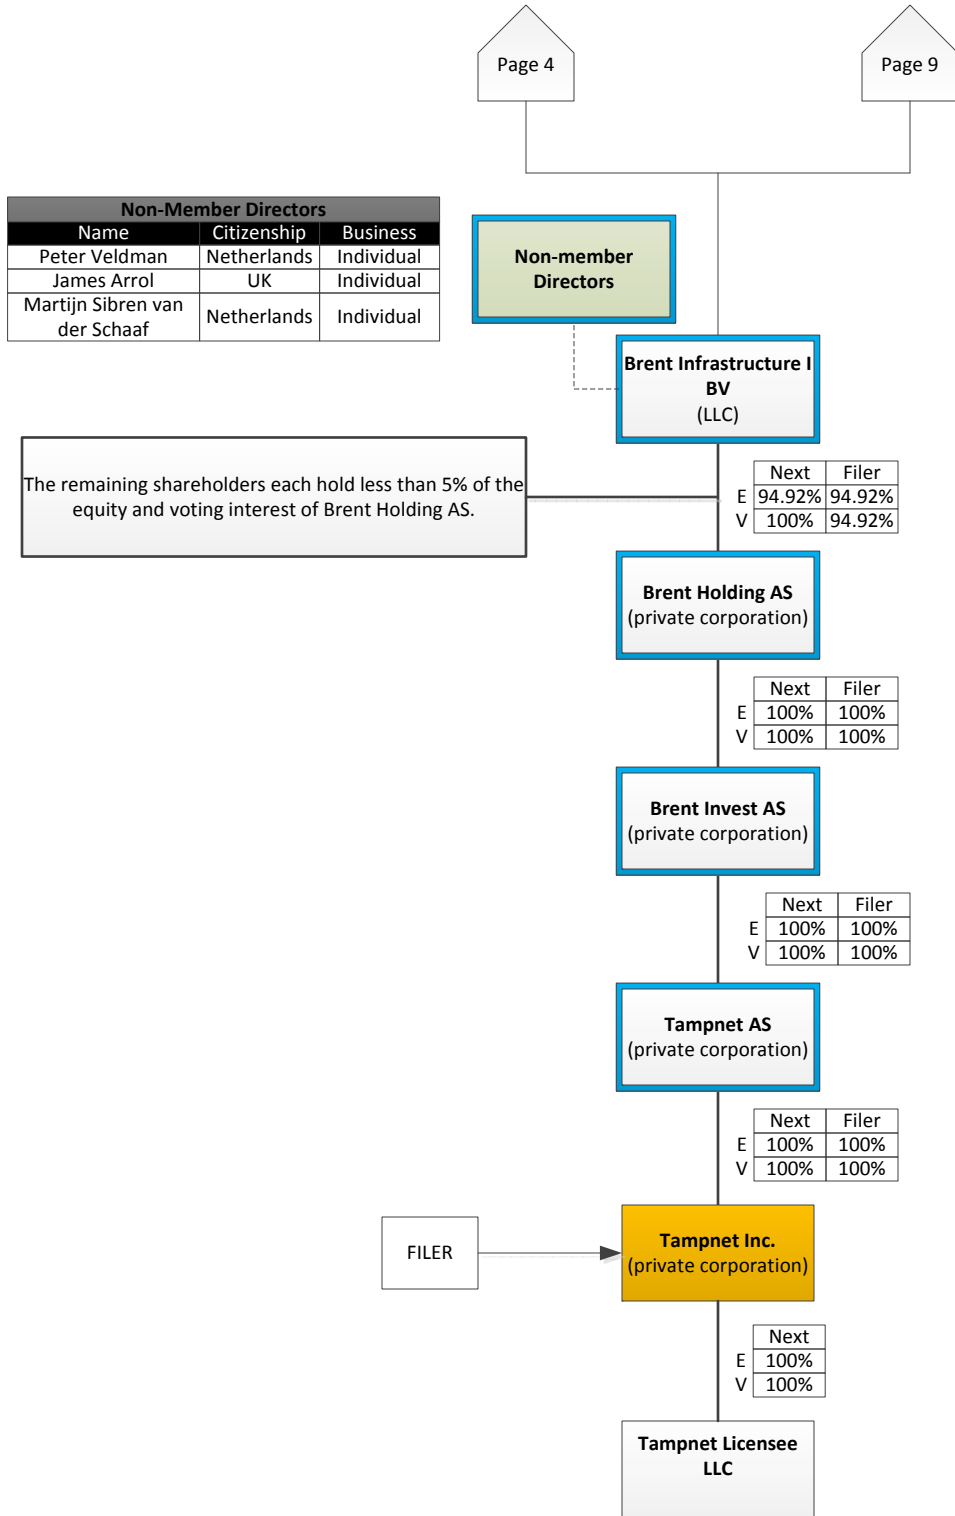 Page 4
Page 9
Non-Member Directors
Name Citizenship Business
Peter Veldman Netherlands Individual
James Arrol UK Individual
Martijn Sibren van
der Schaaf Netherlands Individual
Non-member
Directors
Brent Infrastructure I
BV
(LLC)
The remaining shareholders each hold less than 5% of the
equity and voting interest of Brent Holding AS.
Next Filer
E 94.92% 94.92%
V 100% 94.92%
Brent Holding AS
(private corporation)
Next Filer
E 100% 100%
V 100% 100%
Brent Invest AS
(private corporation)
Next Filer
E 100% 100%
V 100% 100%
Tampnet AS
(private corporation)
Next Filer
E 100% 100%
V 100% 100%
FILER
Tampnet Inc.
(private corporation)
Next
E 100%
V 100%
Tampnet Licensee
LLC